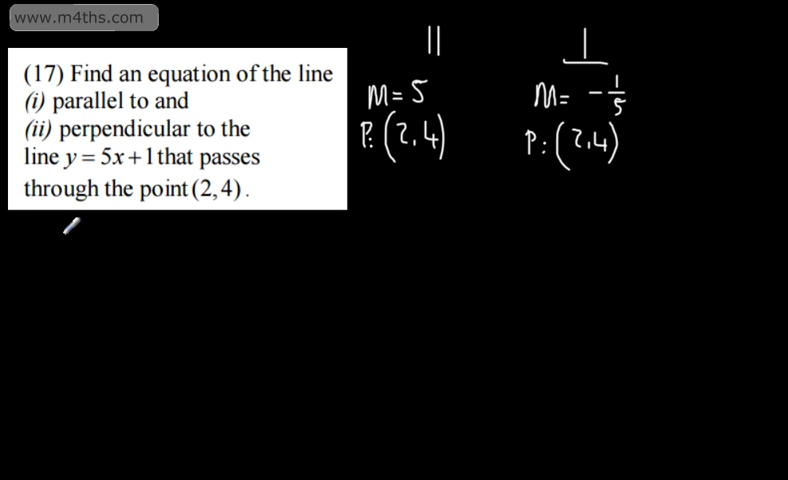 www.m4ths.com
(17) Find an equation of the line
(i) parallel to and
(ii) perpendicular to the
line y = 5x + 1 that passes
through the point (2, 4).
||
M = 5
P: (2, 4)
⊥
M = -1/5
P: (2, 4)